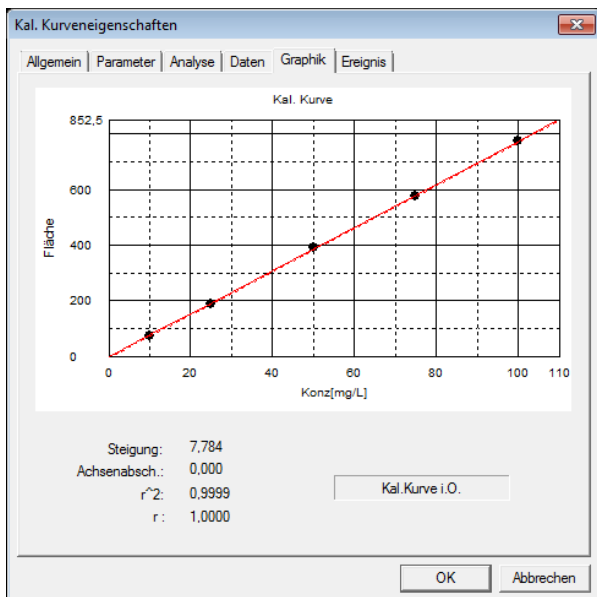 Kal. Kurveneigenschaften
Allgemein Parameter Analyse Daten Graphik Ereignis
Kal. Kurve
852,5
600
400
200
0
Fläche
0 20 40 60 80 100 110
Konz[mg/L]
Steigung: 7,784
Achsenabsch.: 0,000
r^2: 0,9999
r : 1,0000
Kal.Kurve i.O.
OK Abbrechen